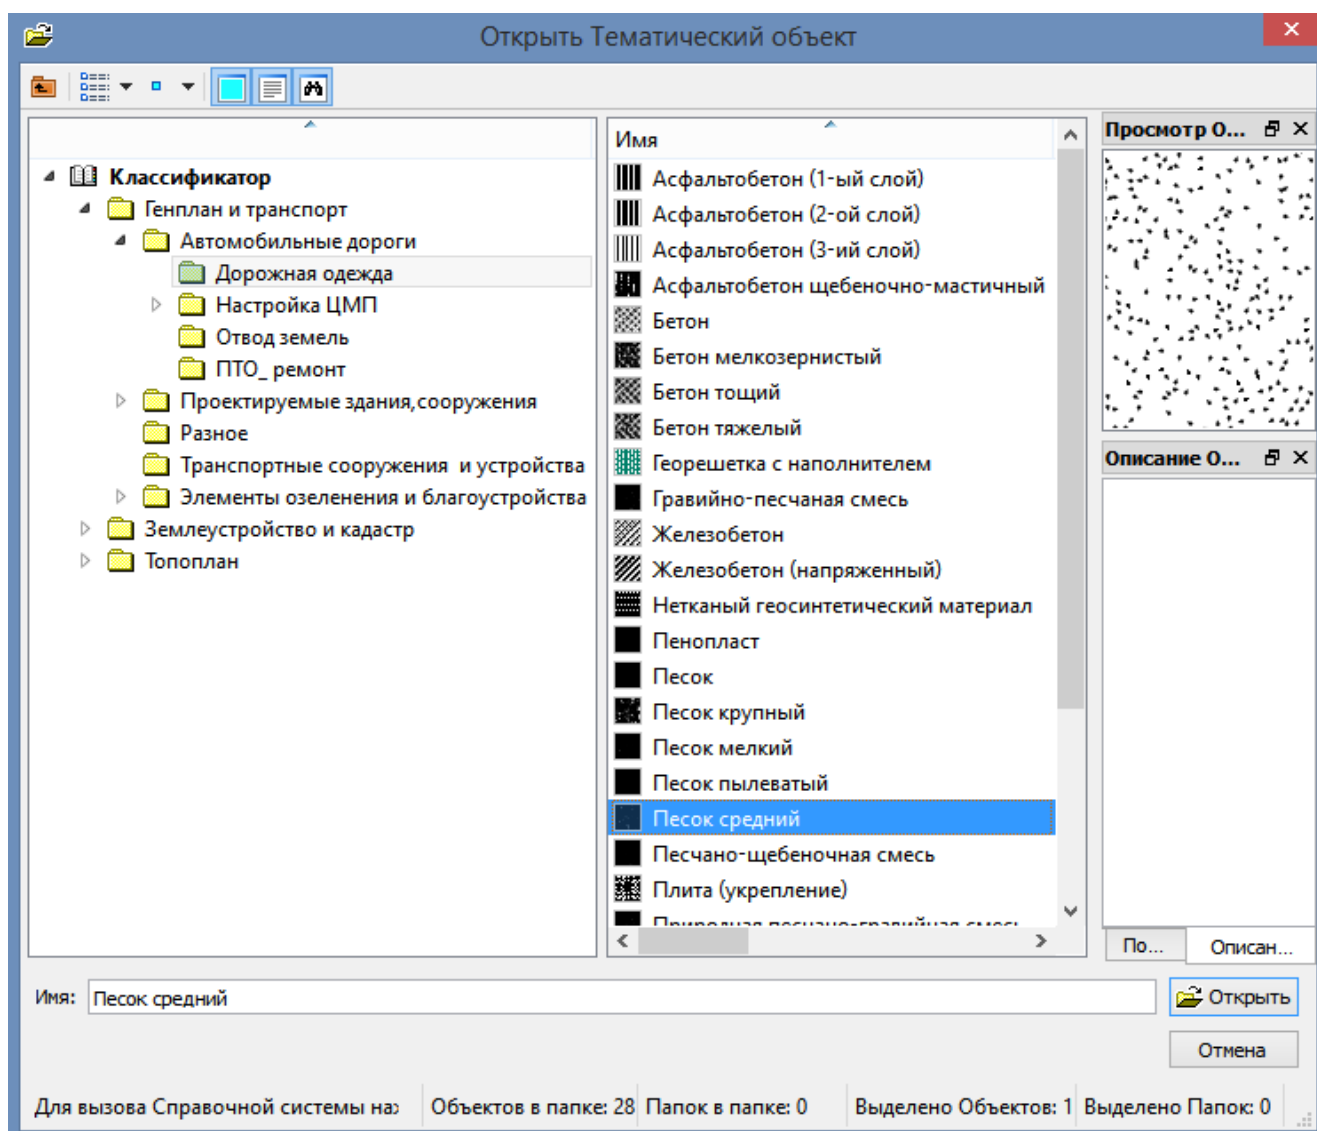 Открыть Тематический объект
Классификатор
Генплан и транспорт
Автомобильные дороги
Дорожная одежда
Настройка ЦМП
Отвод земель
ПТО_ ремонт
Проектируемые здания,сооружения
Разное
Транспортные сооружения и устройства
Элементы озеленения и благоустройства
Землеустройство и кадастр
Топоплан
Имя
Асфальтобетон (1-ый слой)
Асфальтобетон (2-ой слой)
Асфальтобетон (3-ий слой)
Асфальтобетон щебеночно-мастичный
Бетон
Бетон мелкозернистый
Бетон тощий
Бетон тяжелый
Георешетка с наполнителем
Гравийно-песчаная смесь
Железобетон
Железобетон (напряженный)
Нетканый геосинтетический материал
Пенопласт
Песок
Песок крупный
Песок мелкий
Песок пылеватый
Песок средний
Песчано-щебеночная смесь
Плита (укрепление)
Природная песчано-гравийная смесь
Просмотр О...
Описание О...
По...
Описан...
Имя: Песок средний
Открыть
Отмена
Для вызова Справочной системы наз
Объектов в папке: 28
Папок в папке: 0
Выделено Объектов: 1
Выделено Папок: 0